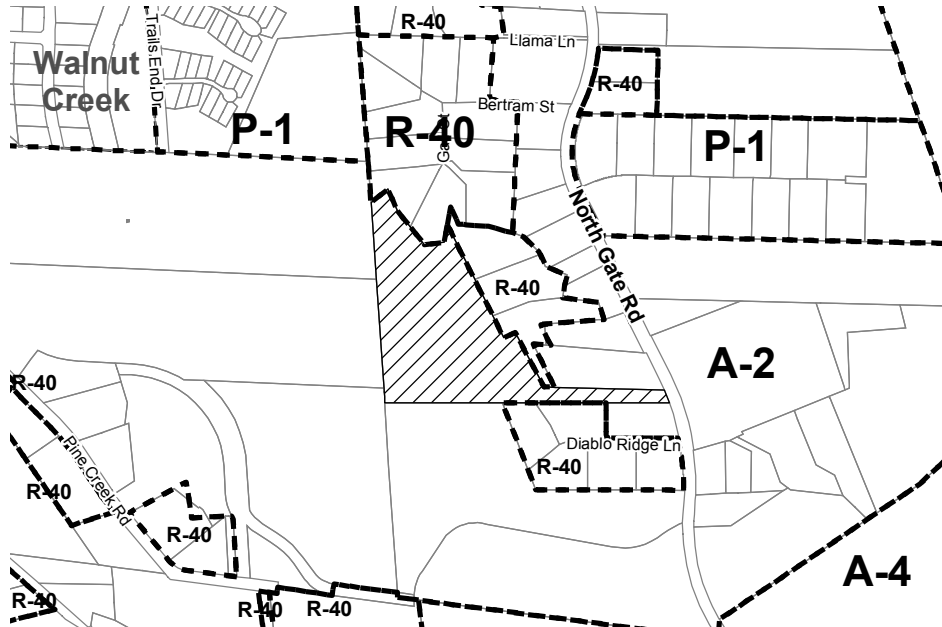 R-40
Llama Ln
Trails End Dr
Walnut
Creek
R-40
Bertram St
P-1
R-40
P-1
North Gate Rd
R-40
A-2
R-40
Pine Creek Rd
Diablo Ridge Ln
R-40
R-40
R-40
A-4
R-40
R-40
R-40